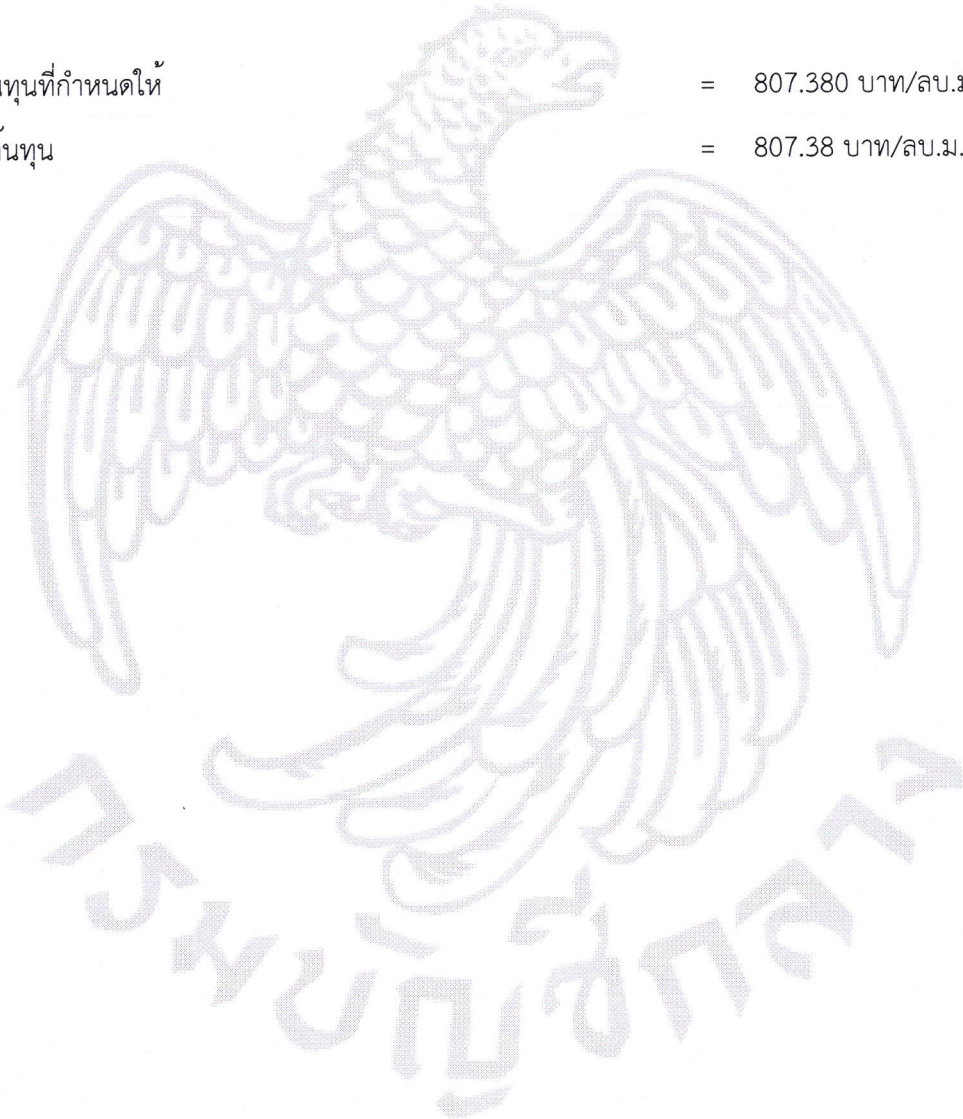 นทุนที่กำหนดให้ = 807.380 บาท/ลบ.ม
้นทุน = 807.38 บาท/ลบ.ม.
กรมบัญชีกลาง